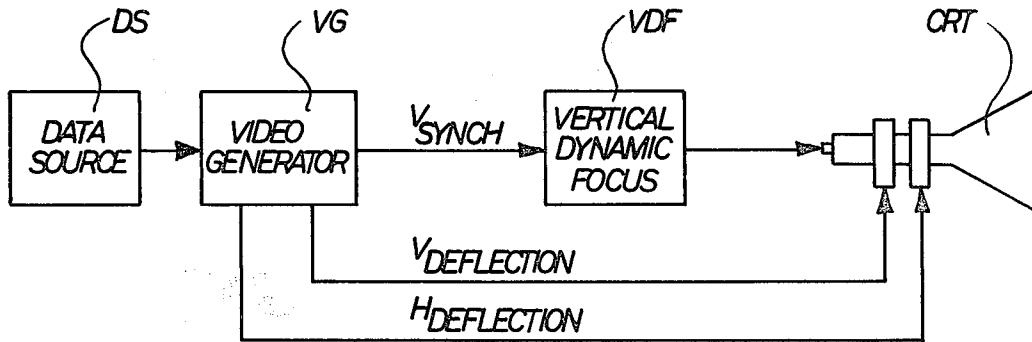 DS
VG
VDF
CRT
DATA
SOURCE
VIDEO
GENERATOR
VSYNCH
VERTICAL
DYNAMIC
FOCUS
VDEFLECTION
HDEFLECTION